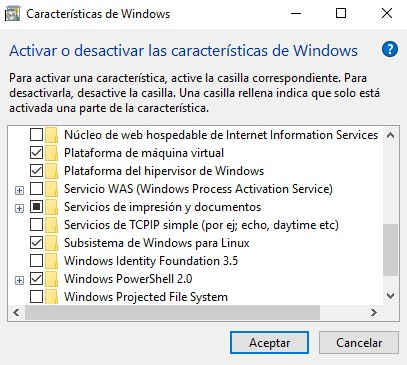 Características de Windows
Activar o desactivar las características de Windows
Para activar una característica, active la casilla correspondiente. Para
desactivarla, desactive la casilla. Una casilla rellena indica que solo está
activada una parte de la característica.
Núcleo de web hospedable de Internet Information Services
Plataforma de máquina virtual
Plataforma del hipervisor de Windows
Servicio WAS (Windows Process Activation Service)
Servicios de impresión y documentos
Servicios de TCPIP simple (por ej; echo, daytime etc)
Subsistema de Windows para Linux
Windows Identity Foundation 3.5
Windows PowerShell 2.0
Windows Projected File System
Aceptar
Cancelar